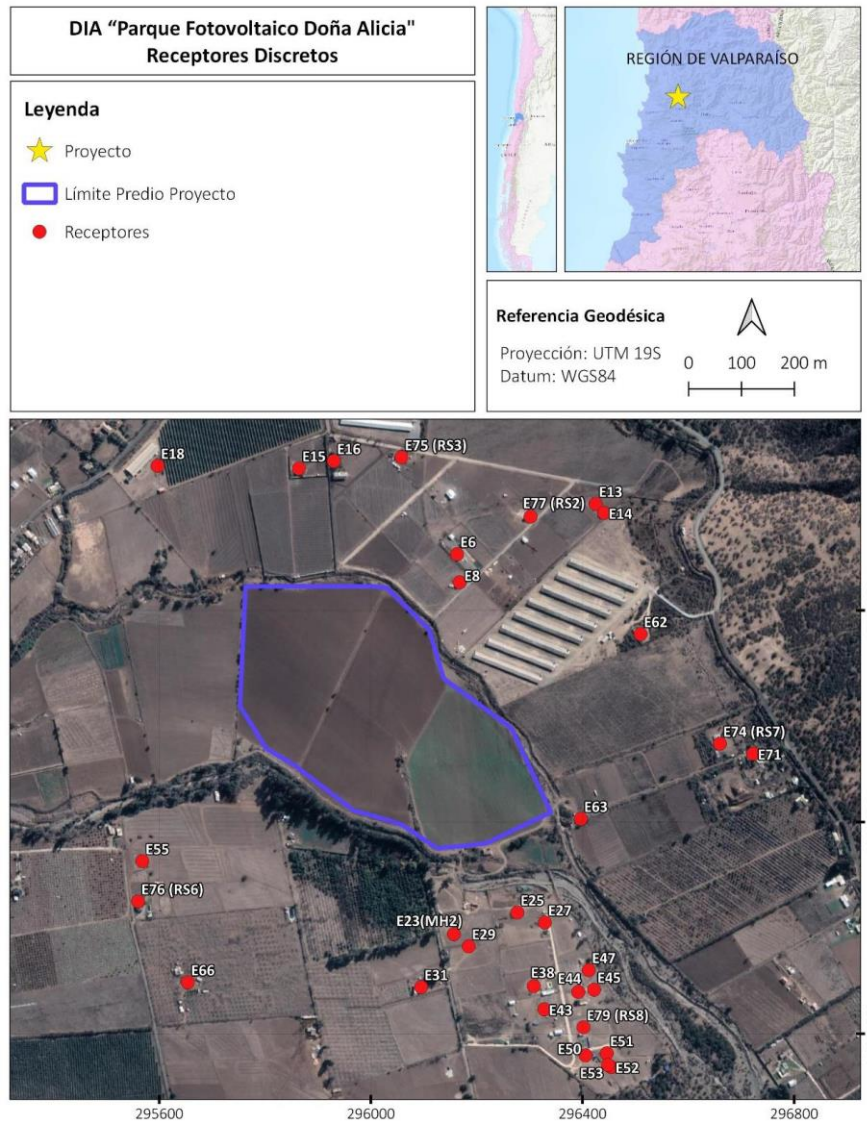 DIA “Parque Fotovoltaico Doña Alicia"
Receptores Discretos
Leyenda
Proyecto
Límite Predio Proyecto
Receptores
REGIÓN DE VALPARAÍSO
Referencia Geodésica
Proyección: UTM 19S
Datum: WGS84
0 100 200 m
E18
E15
E16
E75 (RS3)
E77 (RS2)
E13
E14
E6
E8
E62
E74 (RS7)
E71
E63
E55
E76 (RS6)
E66
E23(MH2)
E29
E25
E27
E31
E38
E44
E47
E45
E43
E79 (RS8)
E50
E51
E53
E52
295600 296000 296400 296800